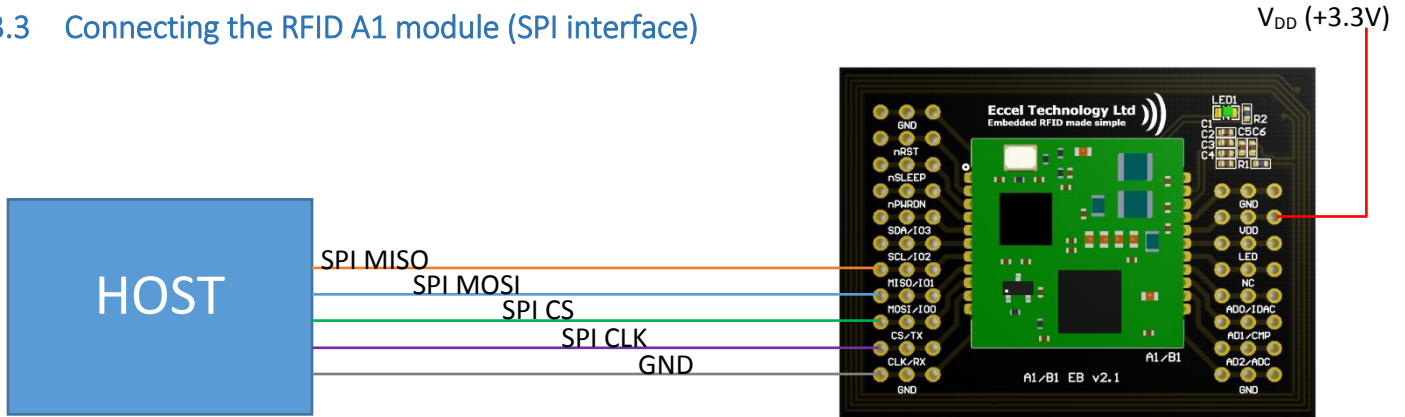 3.3 Connecting the RFID A1 module (SPI interface)
VDD (+3.3V)
HOST
SPI MISO
SPI MOSI
SPI CS
SPI CLK
GND
Eccel Technology Ltd
Embedded RFID made simple
GND
nRST
nSLEEP
nPWRDN
SDA/IO3
SCL/IO2
MISO/IO1
MOSI/IO0
CS/TX
CLK/RX
GND
LED1
R2
C1
C2
C3
C4
C5C6
R1
GND
VDD
LED
NC
AD0/IDAC
AD1/CMP
AD2/ADC
GND
A1/B1
A1/B1 EB v2.1